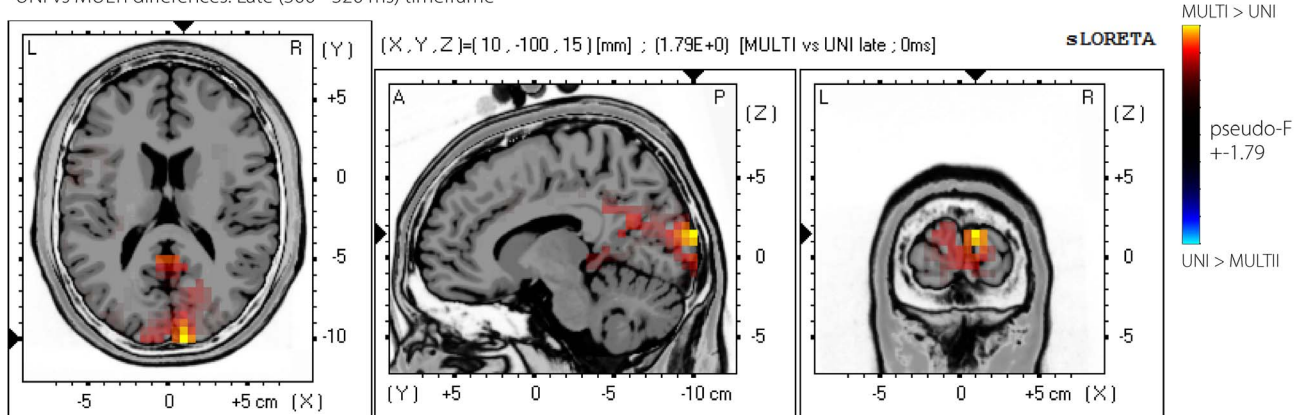 UNI vs MULTI differences: Late (500 - 520 ms) timeframe
MULTI > UNI
(X , Y , Z )=( 10 , -100 , 15 ) [mm] ; (1.79E+0) [MULTI vs UNI late ; 0ms]
sLORETA
L R (Y)
A P (Z)
L R (Z)
+5
0
-5
-10
+5
0
-5
+5
0
-5
pseudo-F
+-1.79
UNI > MULTII
-5 0 +5 cm (X)
(Y) +5 0 -5 -10 cm
-5 0 +5 cm (X)